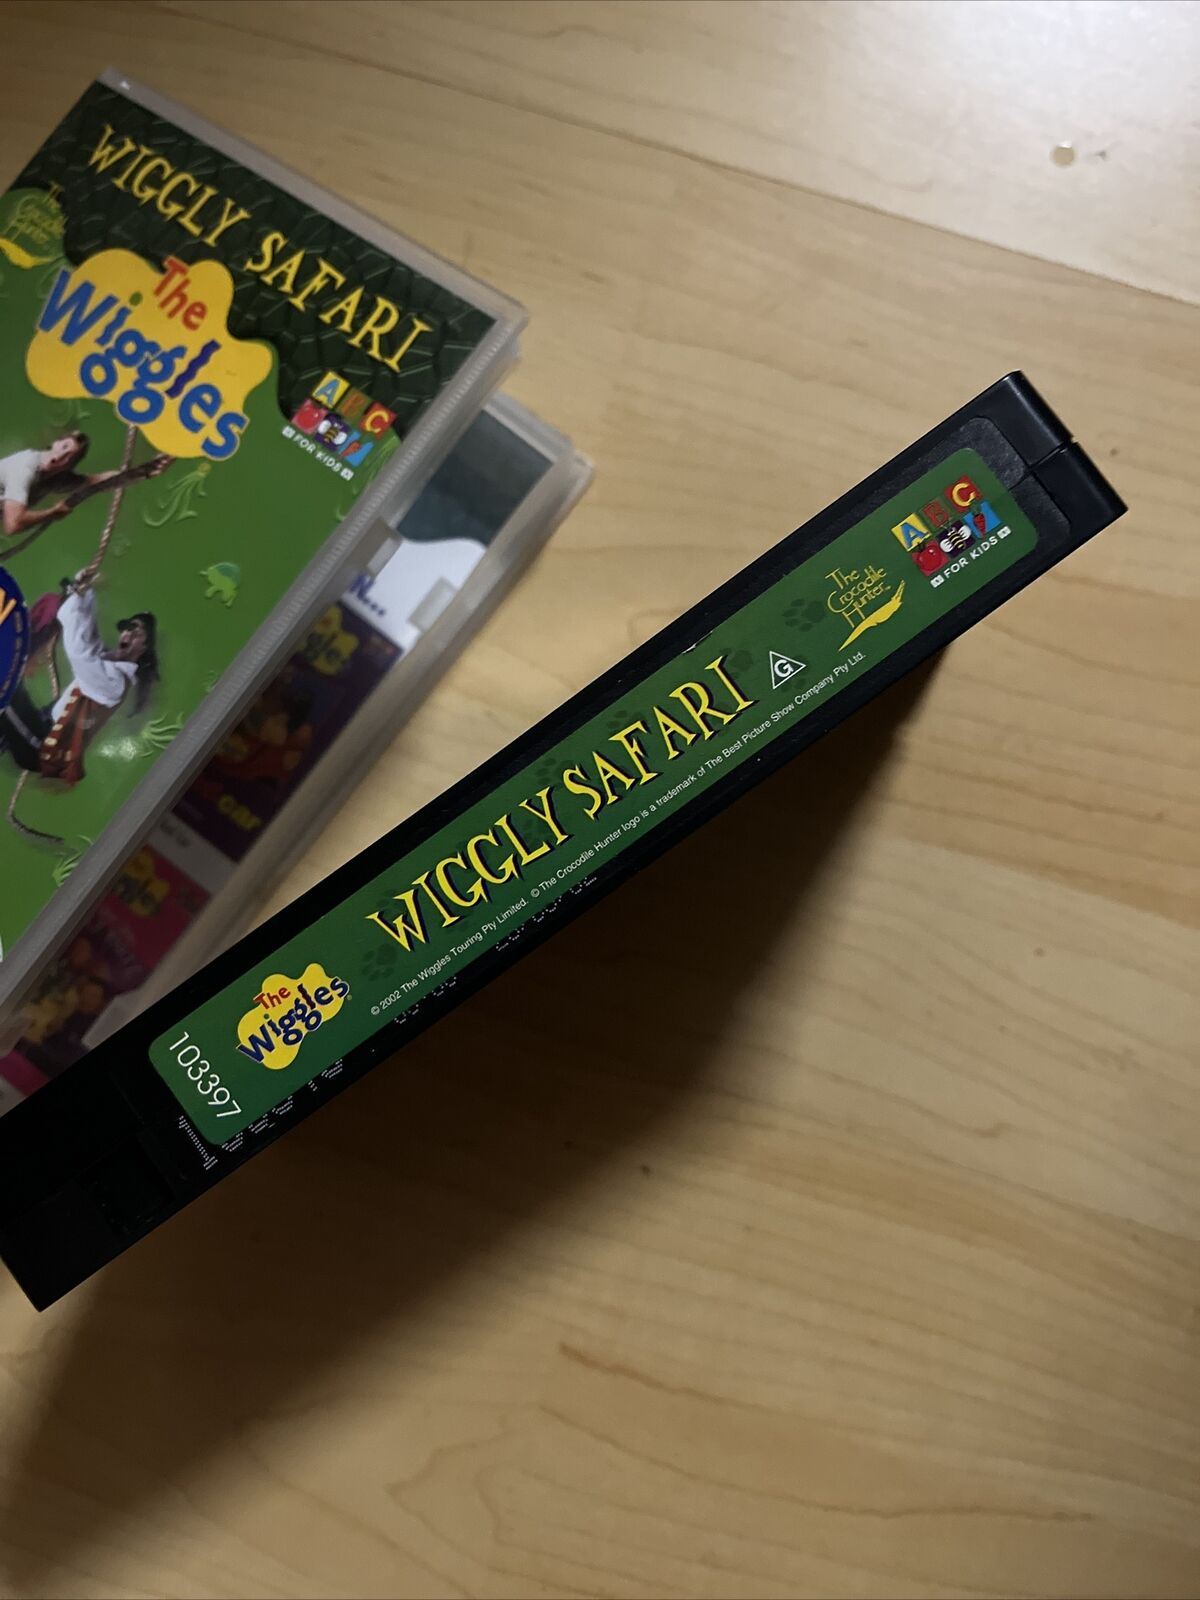 WIGGLY SAFARI
The
Crocodile
Hunter
The
Wiggles
ABC
FOR KIDS
103397
The
Wiggles
WIGGLY SAFARI
G
The
Crocodile
Hunter™
ABC
FOR KIDS
© 2002 The Wiggles Touring Pty Limited. © The Crocodile Hunter logo is a trademark of The Best Picture Show Company Pty Ltd.